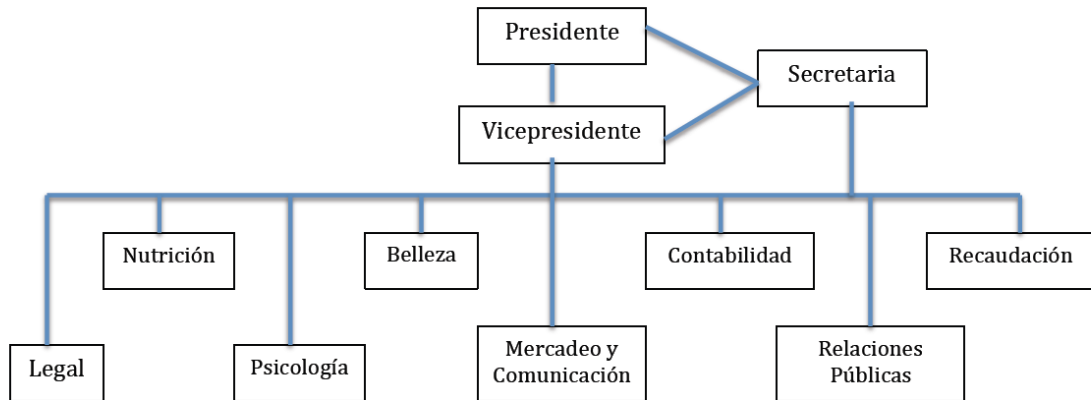 Presidente
Secretaria
Vicepresidente
Nutrición
Belleza
Contabilidad
Recaudación
Legal
Psicología
Mercadeo y
Comunicación
Relaciones
Públicas